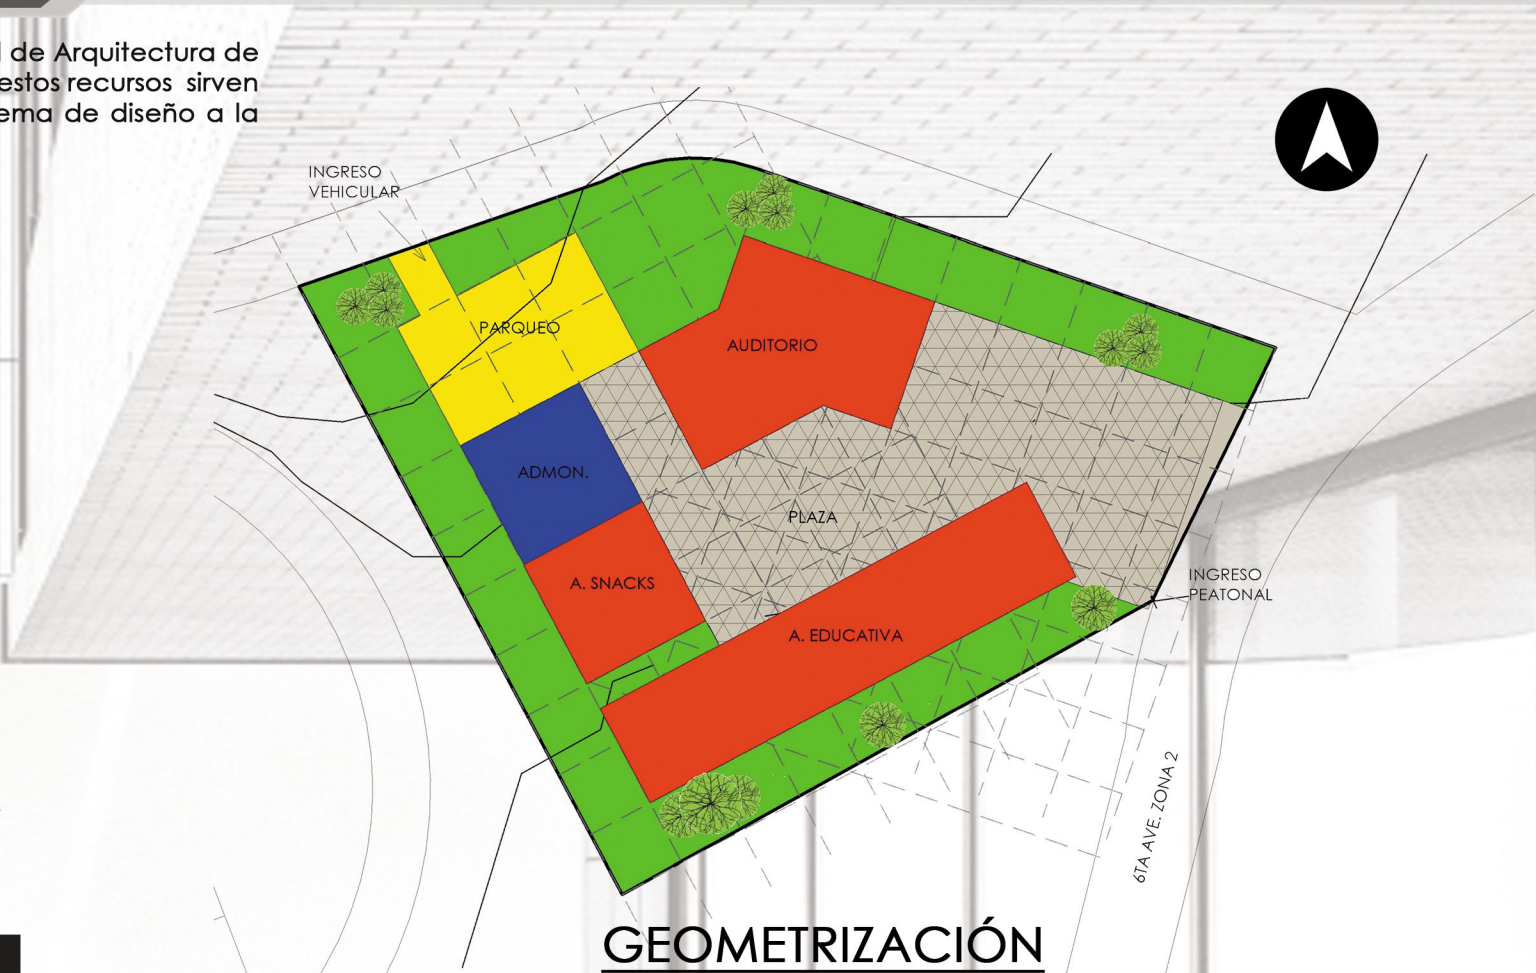 de Arquitectura de
estos recursos sirven
ema de diseño a la
INGRESO
VEHICULAR
PARQUEO
AUDITORIO
ADMON.
PLAZA
A. SNACKS
INGRESO
PEATONAL
A. EDUCATIVA
6TA AVE. ZONA 2
GEOMETRIZACIÓN